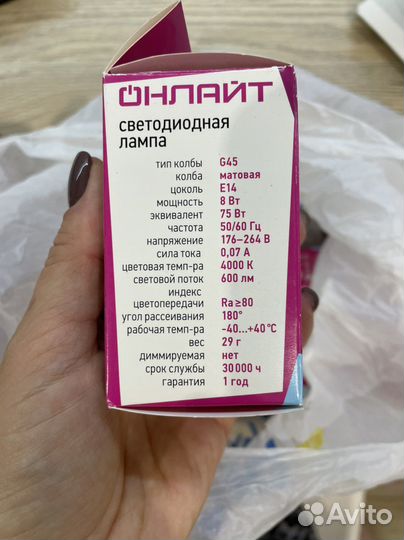 ОНЛАЙТ
светодиодная
лампа
тип колбы G45
колба матовая
цоколь E14
мощность 8 Вт
эквивалент 75 Вт
частота 50/60 Гц
напряжение 176–264 В
сила тока 0,07 А
цветовая темп-ра 4000 К
световой поток 600 лм
индекс
цветопередачи Ra≥80
угол рассеивания 180°
рабочая темп-ра -40...+40°С
вес 29 г
диммируемая нет
срок службы 30 000 ч
гарантия 1 год
Avito